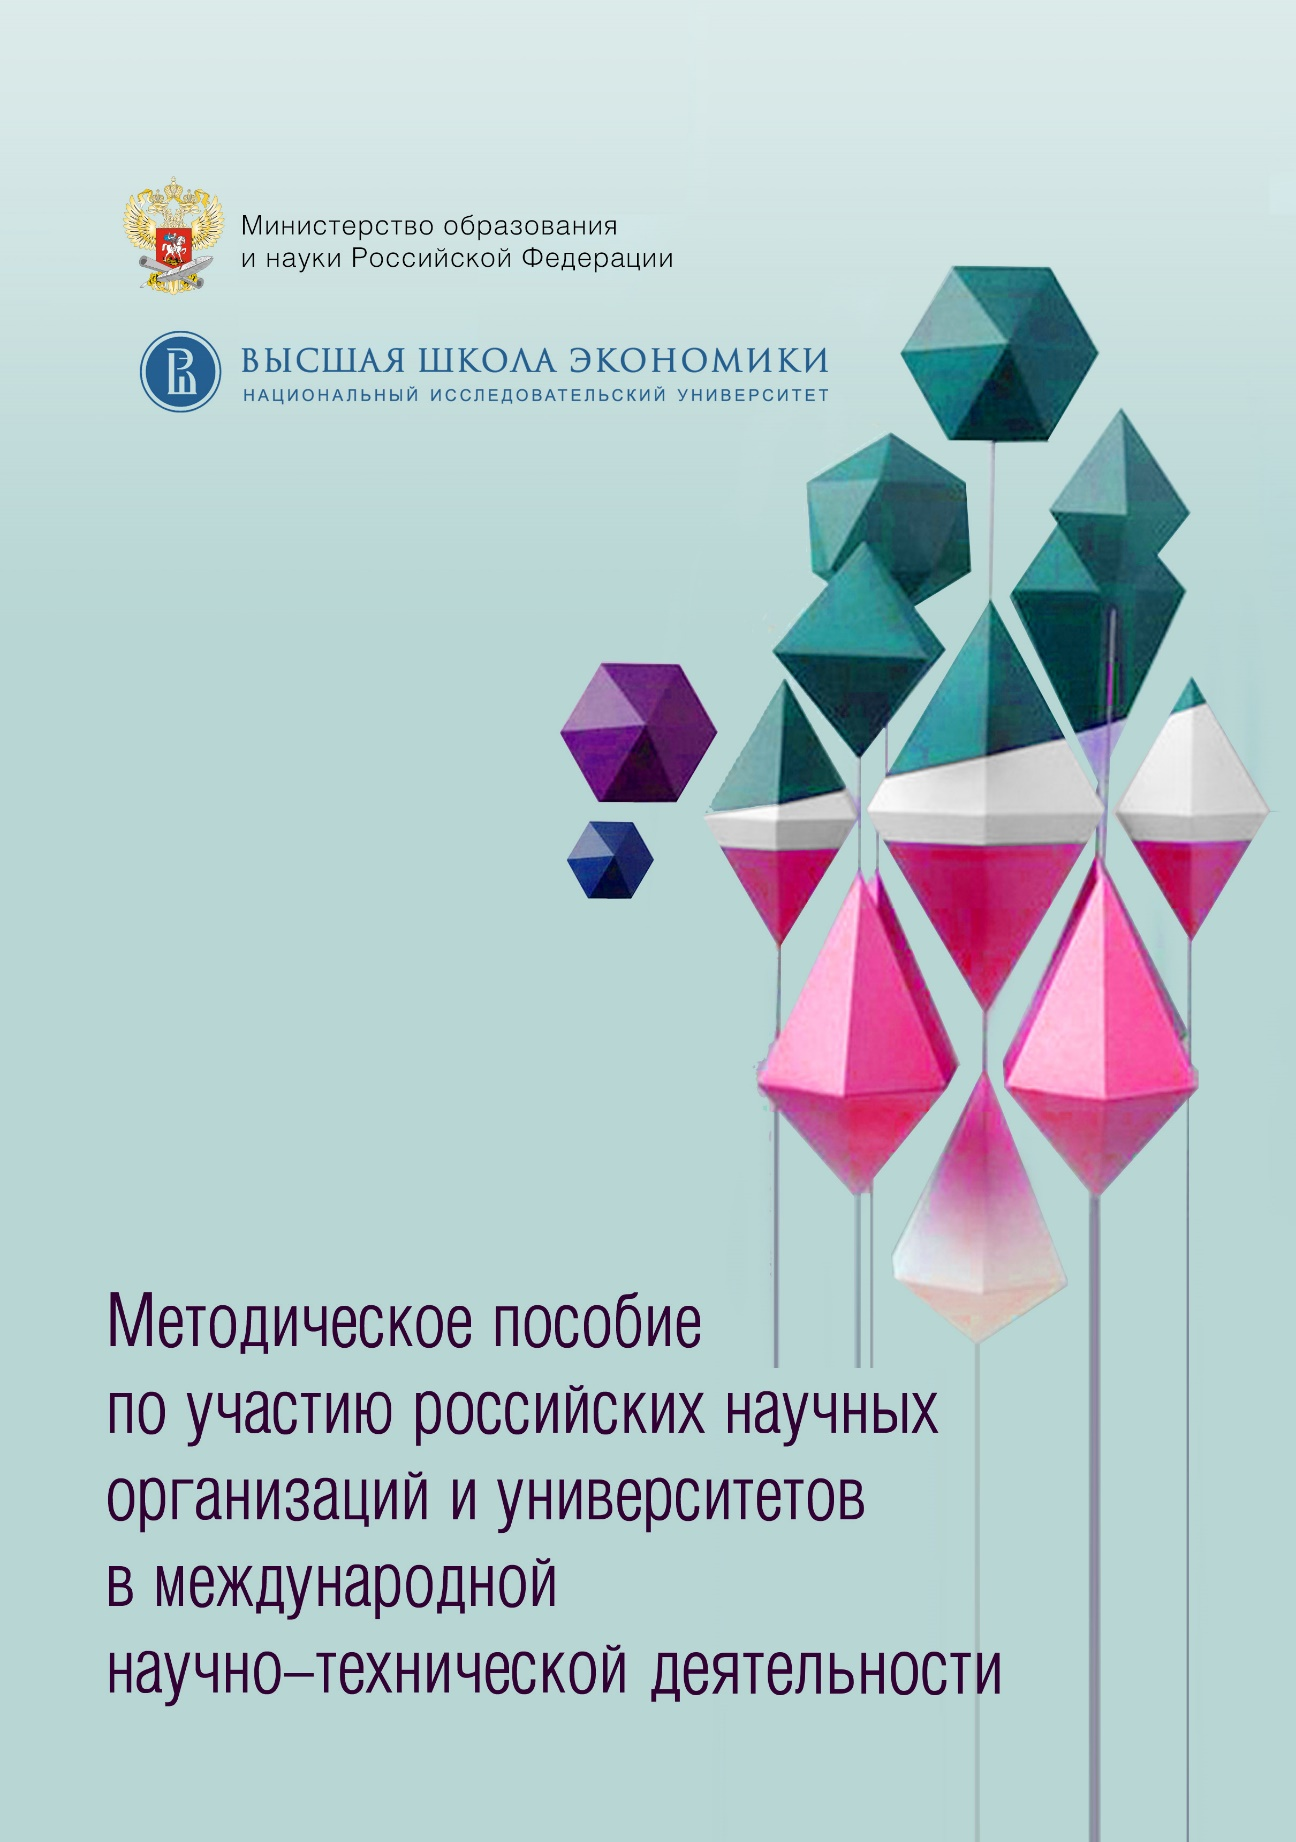 Министерство образования
и науки Российской Федерации
ВЫСШАЯ ШКОЛА ЭКОНОМИКИ
НАЦИОНАЛЬНЫЙ ИССЛЕДОВАТЕЛЬСКИЙ УНИВЕРСИТЕТ
Методическое пособие
по участию российских научных
организаций и университетов
в международной
научно–технической деятельности